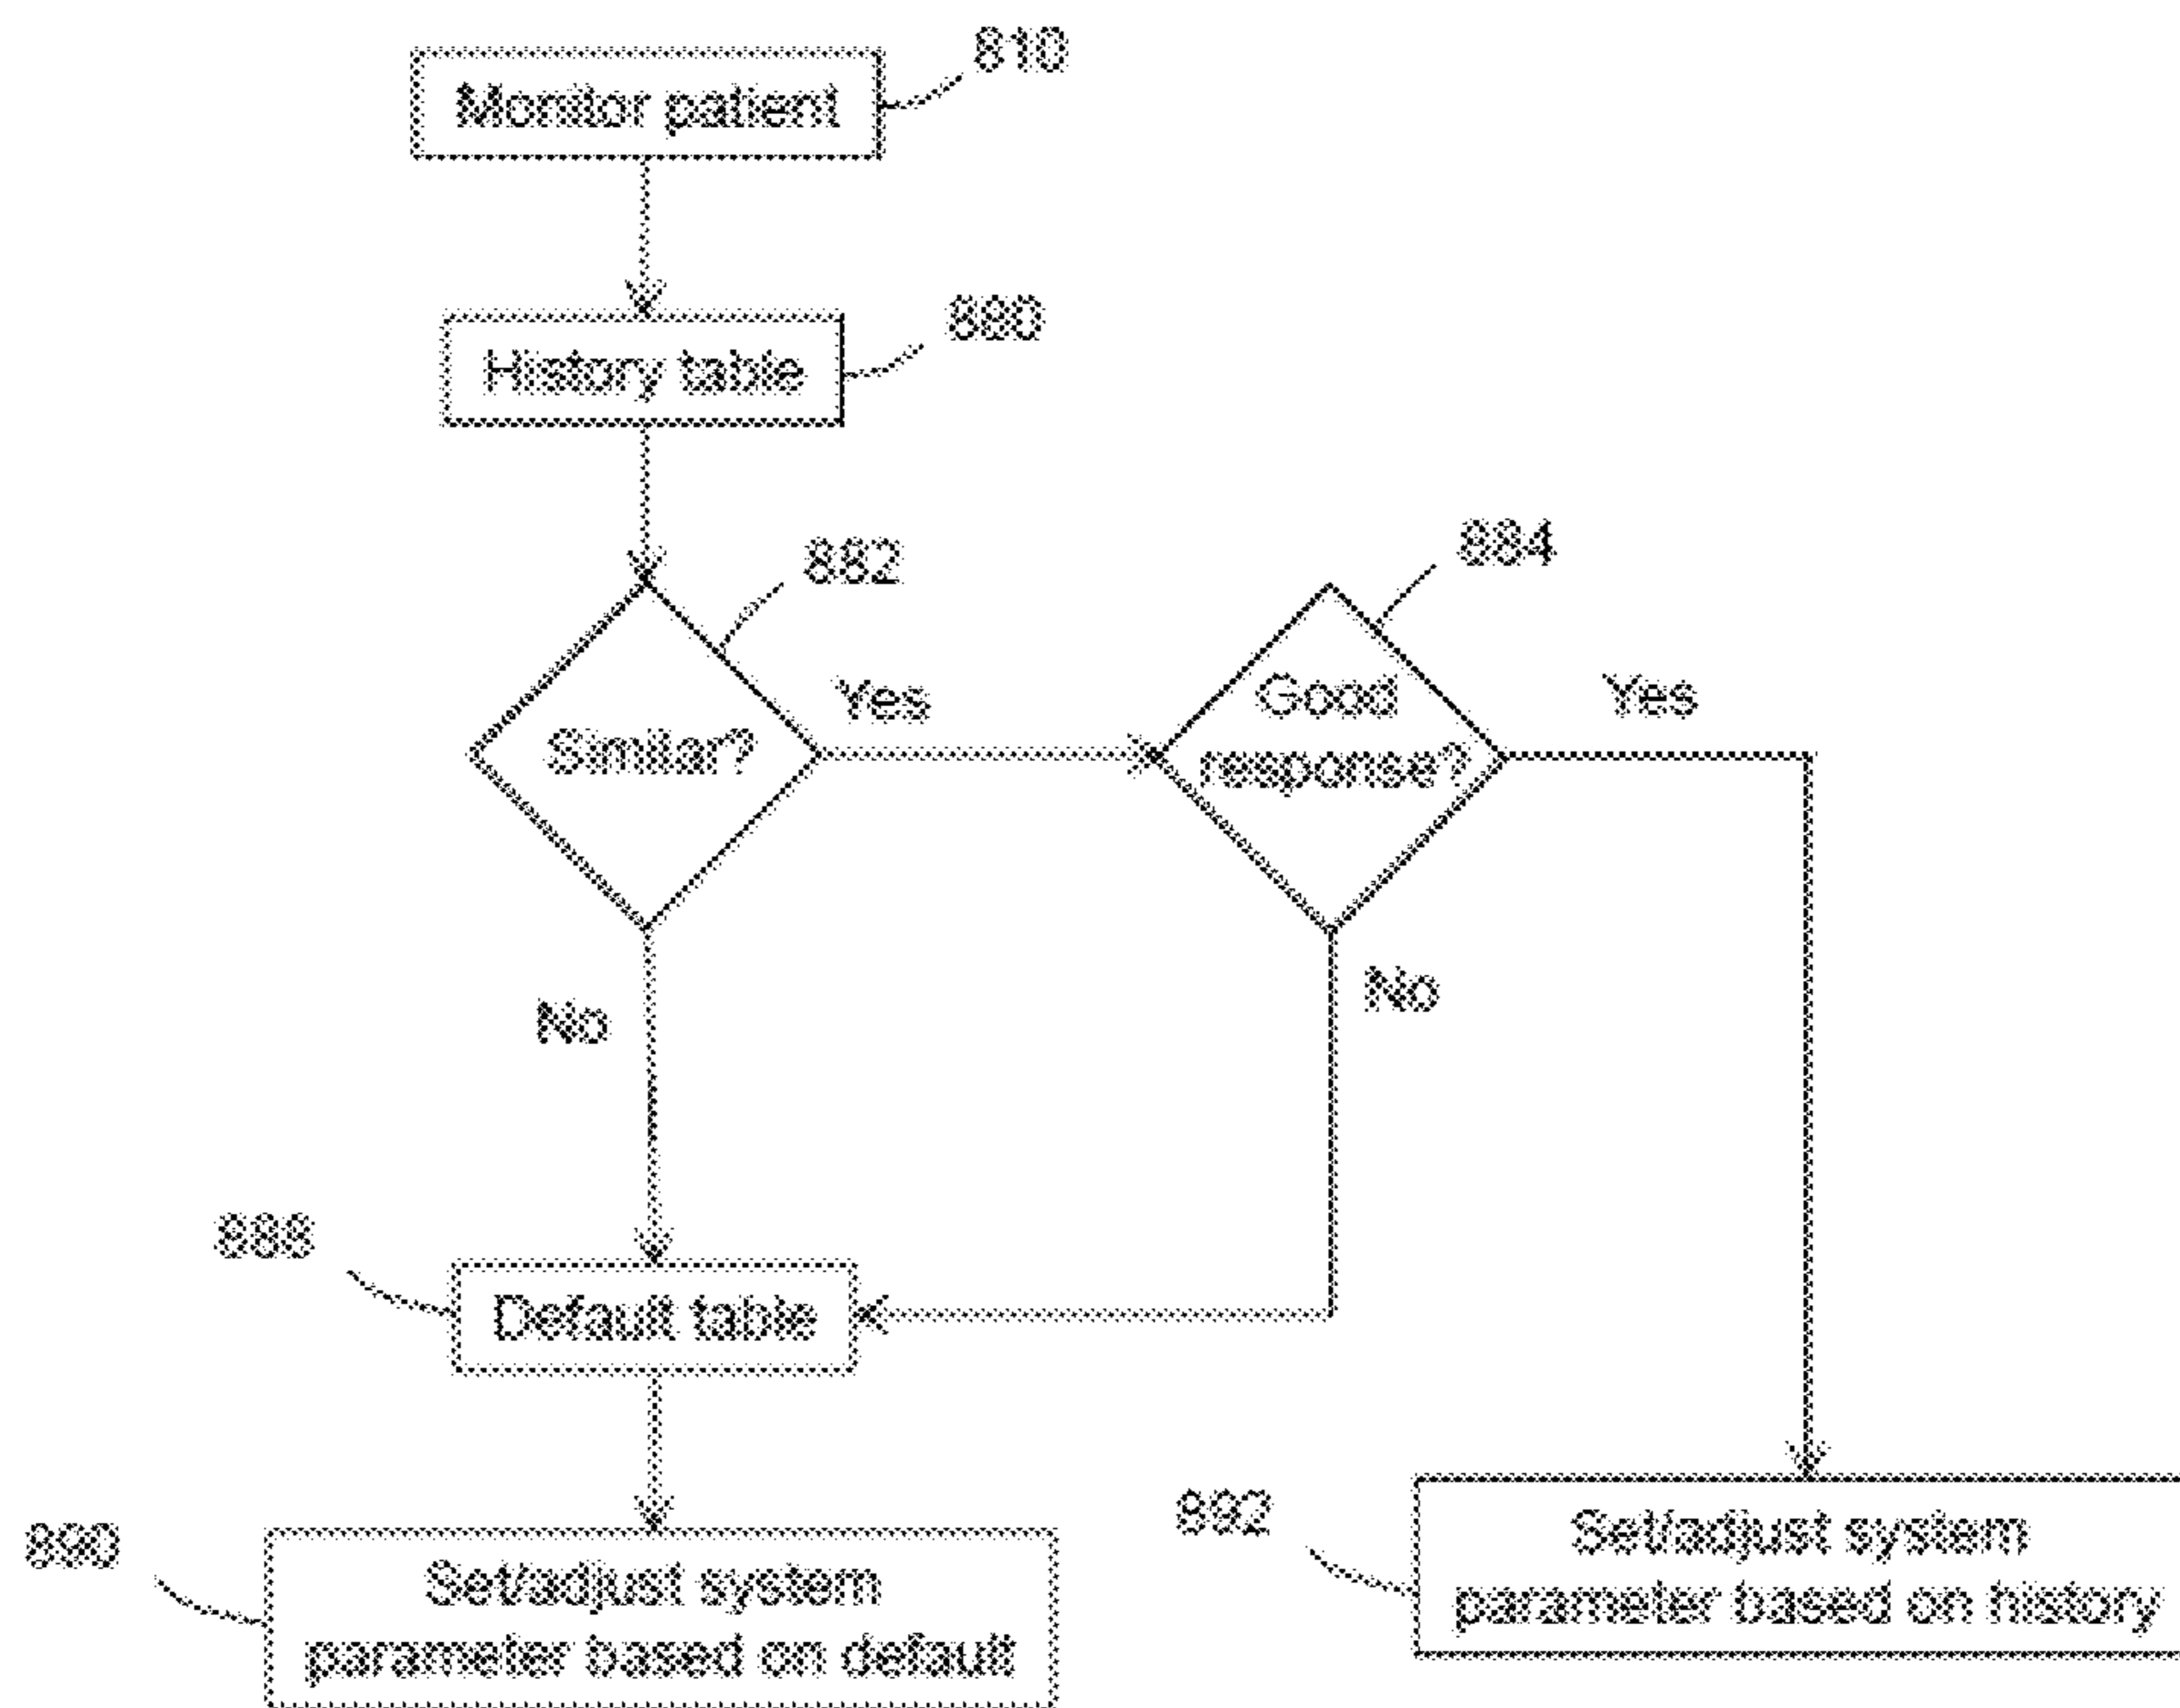 810
Monitor patient
880
History table
882
884
Yes
Good
Yes
Similar?
response?
No
No
888
Default table
892
890
Set/adjust system
parameter based on history
Set/adjust system
parameter based on default